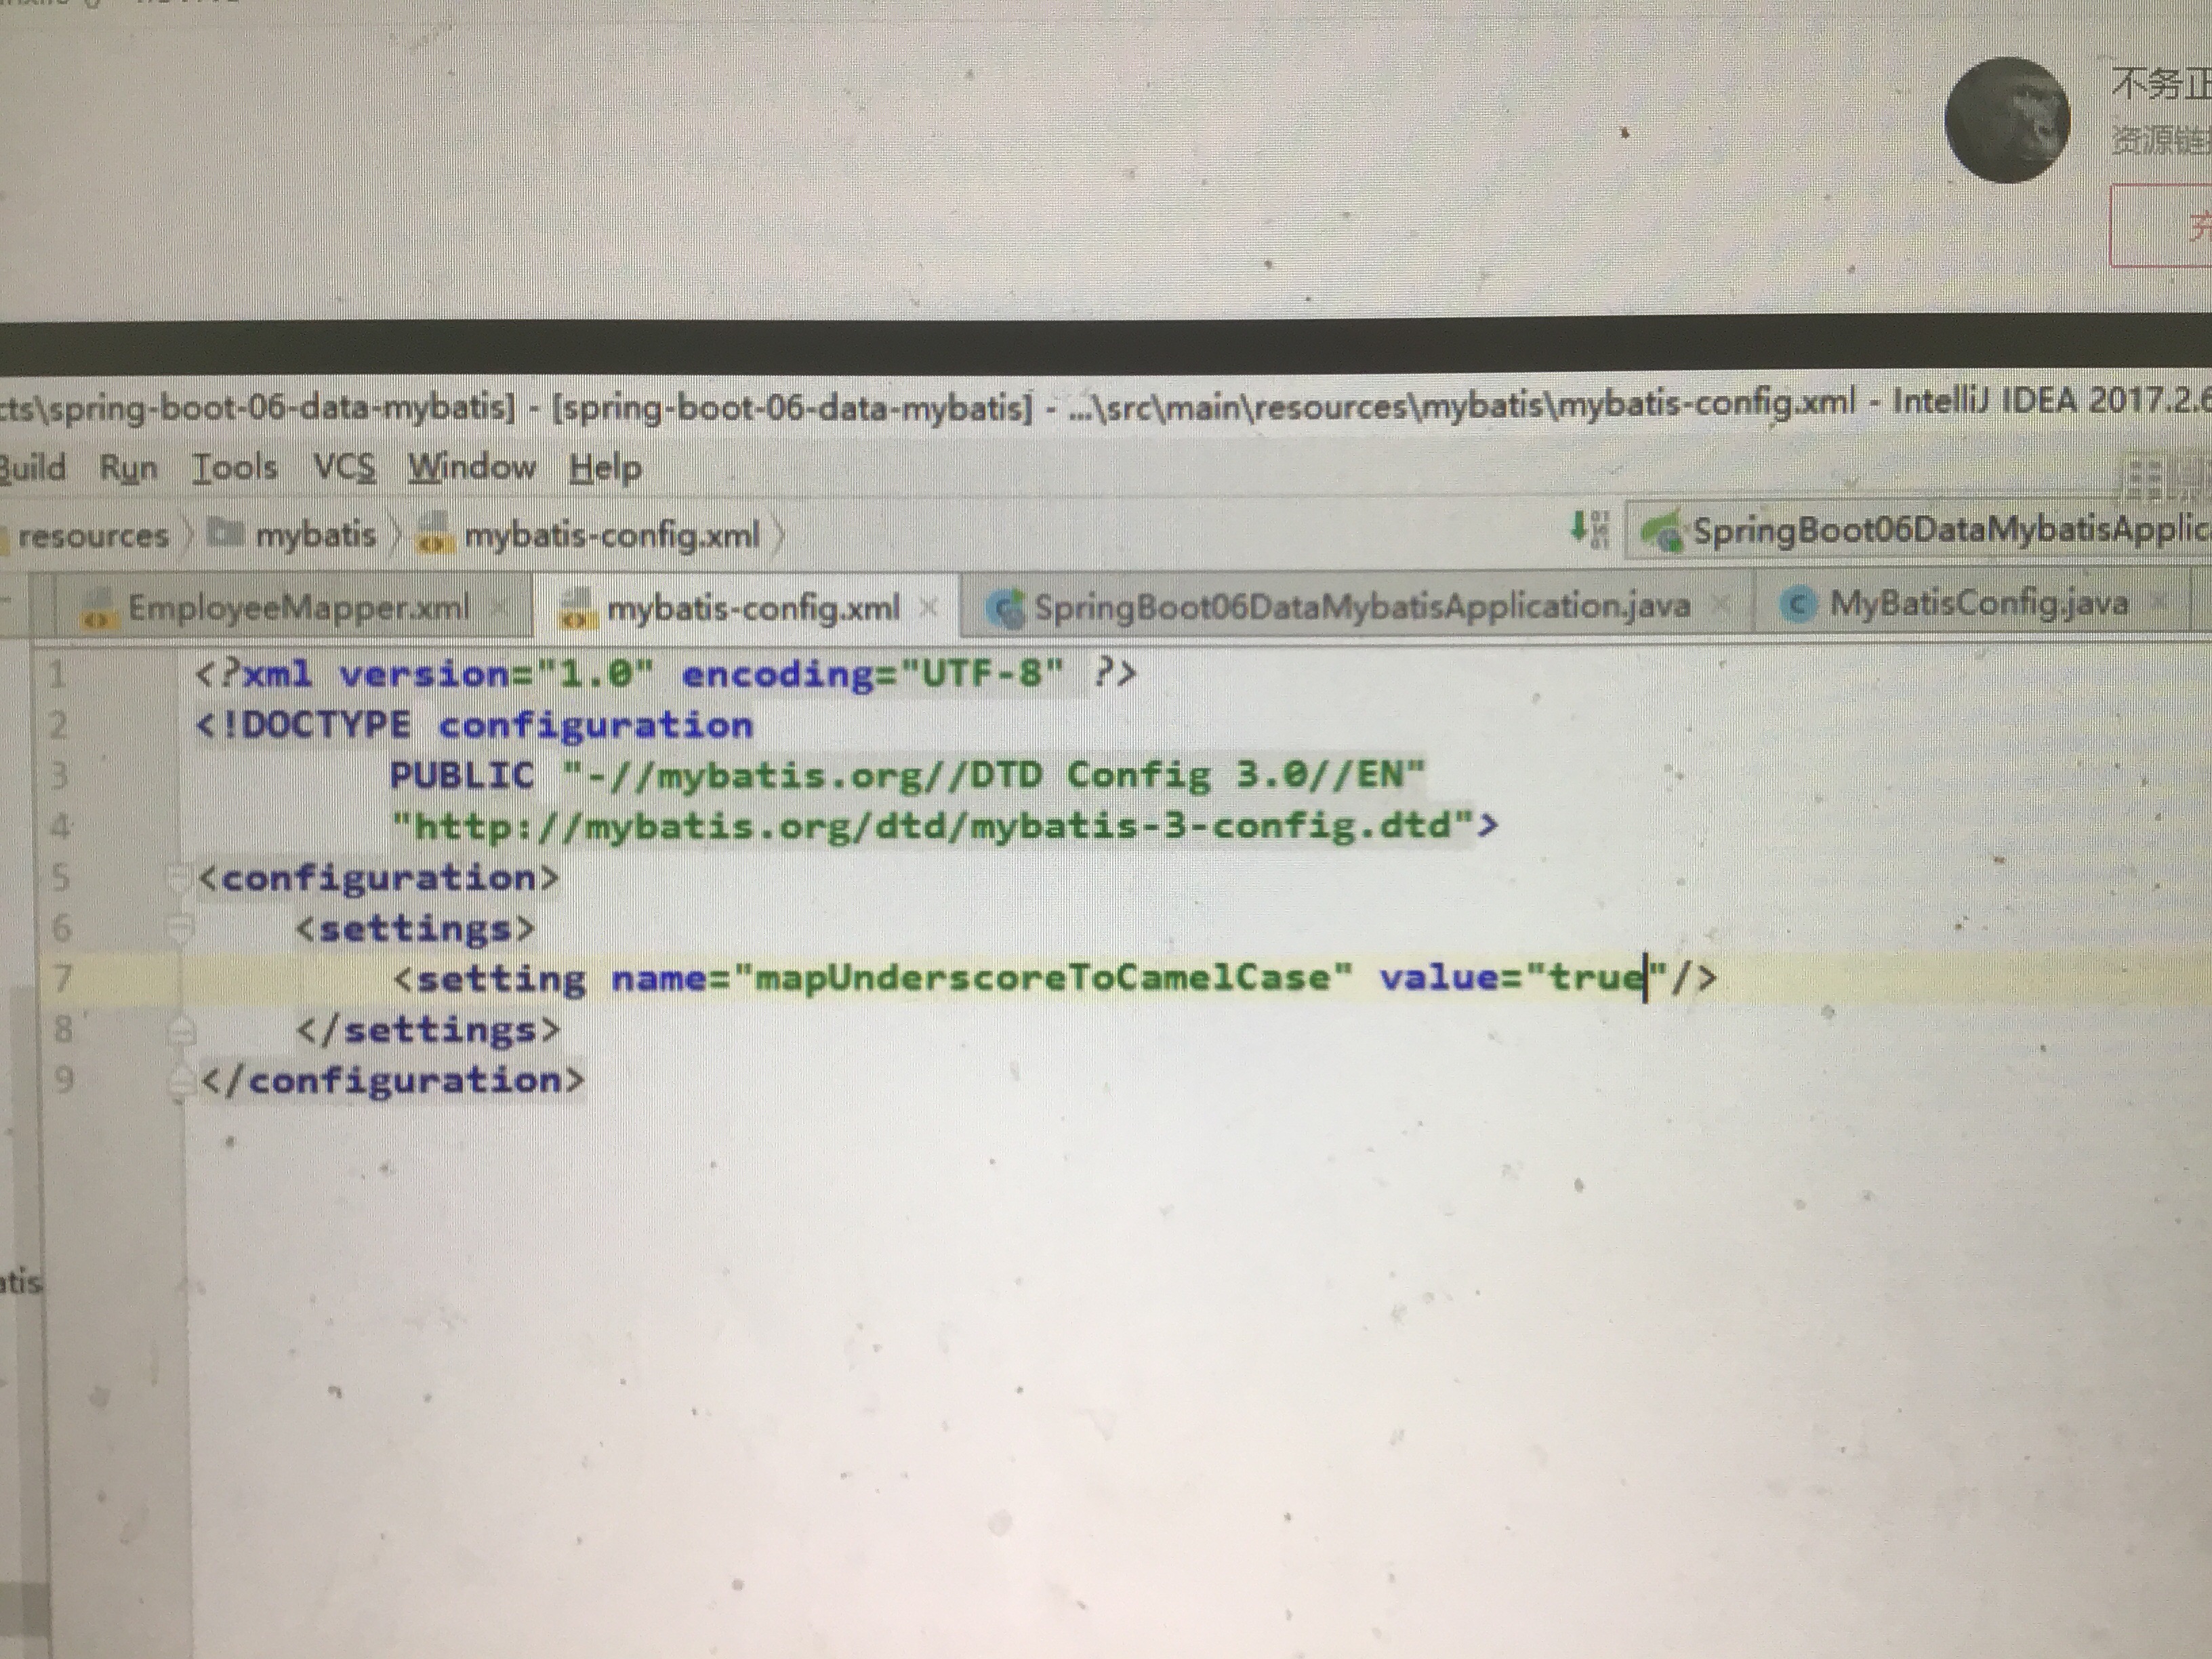 不务正
资源链
cts\spring-boot-06-data-mybatis] - [spring-boot-06-data-mybatis] - ...\src\main\resources\mybatis\mybatis-config.xml - IntelliJ IDEA 2017.2.6
Build Run Tools VCS Window Help
resources mybatis mybatis-config.xml SpringBoot06DataMybatisApplic
EmployeeMapper.xml mybatis-config.xml SpringBoot06DataMybatisApplication.java MyBatisConfig.java
1 <?xml version="1.0" encoding="UTF-8" ?>
2 <!DOCTYPE configuration
3 PUBLIC "-//mybatis.org//DTD Config 3.0//EN"
4 "http://mybatis.org/dtd/mybatis-3-config.dtd">
5 <configuration>
6 <settings>
7 <setting name="mapUnderscoreToCamelCase" value="true"/>
8 </settings>
9 </configuration>
atis